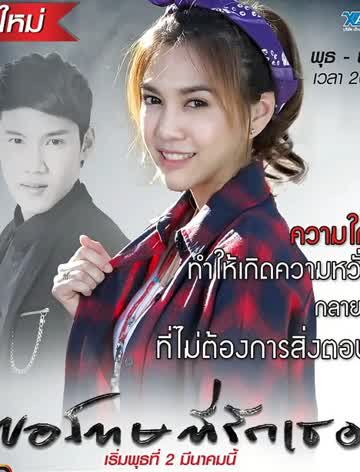 ใหม่
พุธ -
เวลา
ความใ
ทำให้เกิดความหวั
กลาย
ที่ไม่ต้องการสิ่งตอบ
ขอโทษที่รักเธอ
เริ่มพุธที่ 2 มีนาคมนี้